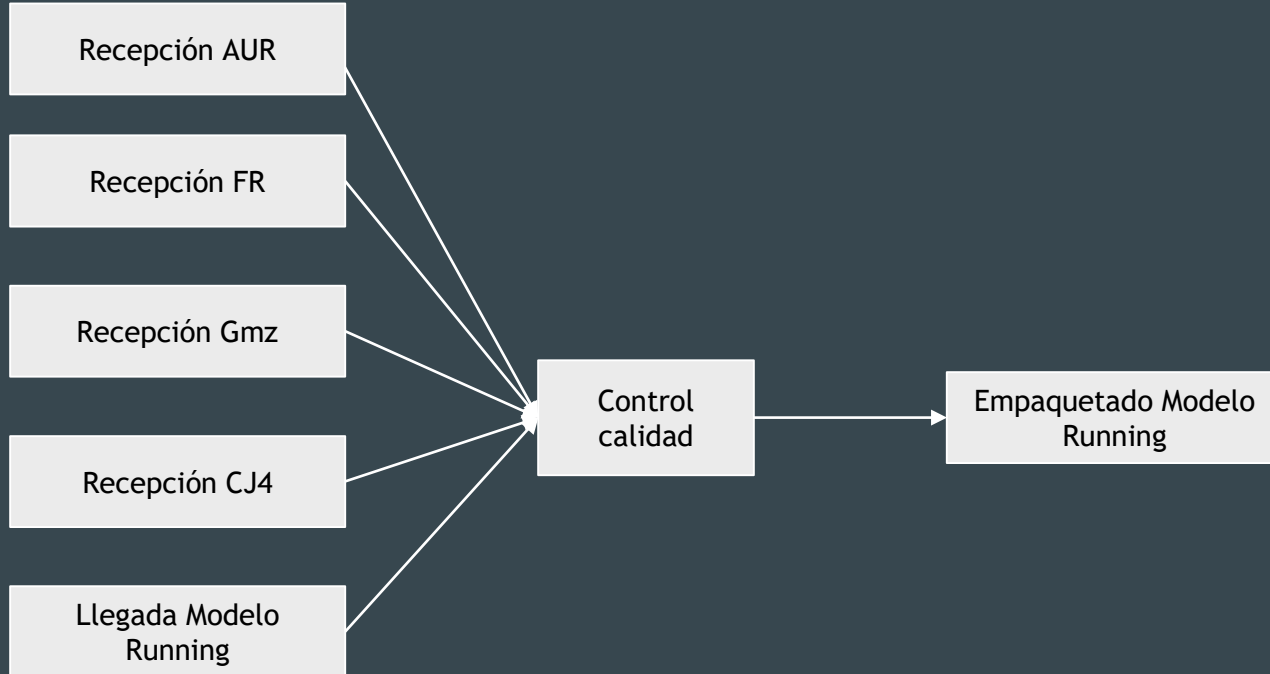 Recepción AUR
Recepción FR
Recepción Gmz
Recepción CJ4
Llegada Modelo
Running
Control
calidad
Empaquetado Modelo
Running